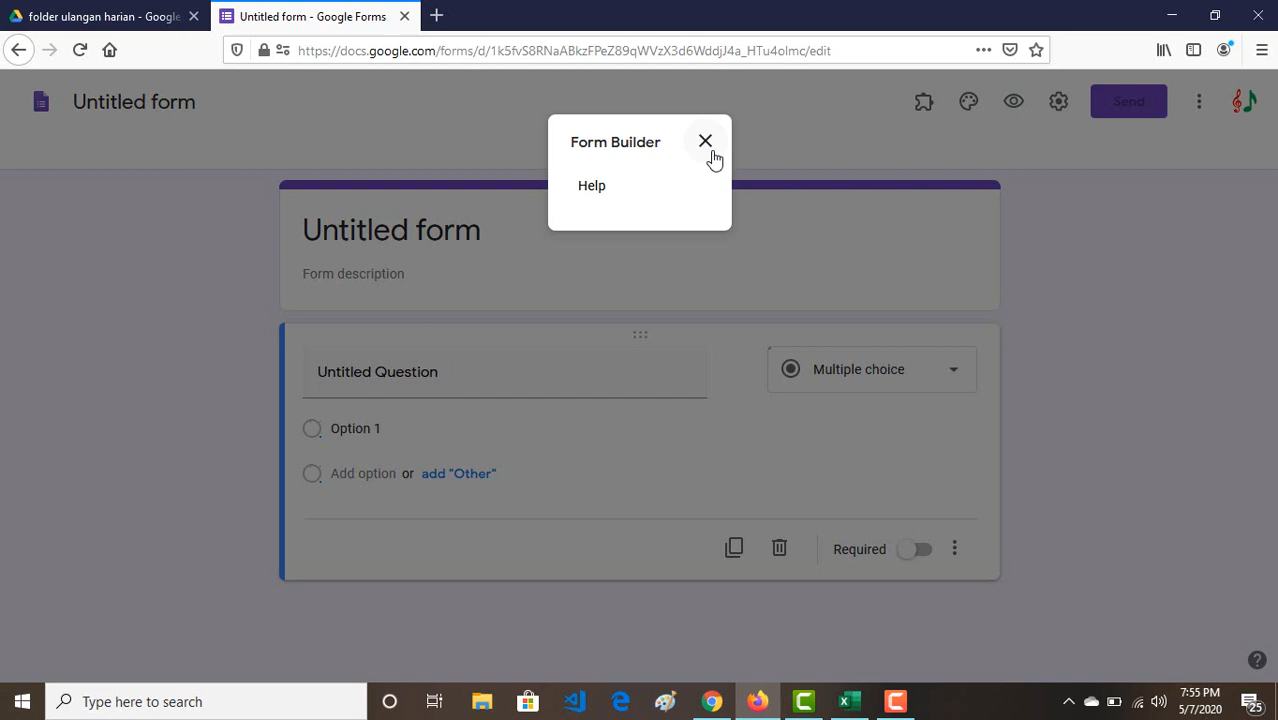 folder ulangan harian - Google
Untitled form - Google Forms
https://docs.google.com/forms/d/1k5fvS8RNaABkzFPeZ89qWVzX3d6WddjJ4a_HTu4olmc/edit
Untitled form
Send
Form Builder
Help
Untitled form
Form description
Untitled Question
Multiple choice
Option 1
Add option or add "Other"
Required
Type here to search
7:55 PM
5/7/2020
25